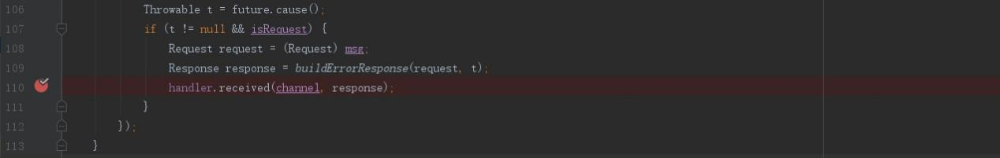 106 Throwable t = future.cause();
107 if (t != null && isRequest) {
108 Request request = (Request) msg;
109 Response response = buildErrorResponse(request, t);
110 handler.received(channel, response);
111 }
112 });
113 }